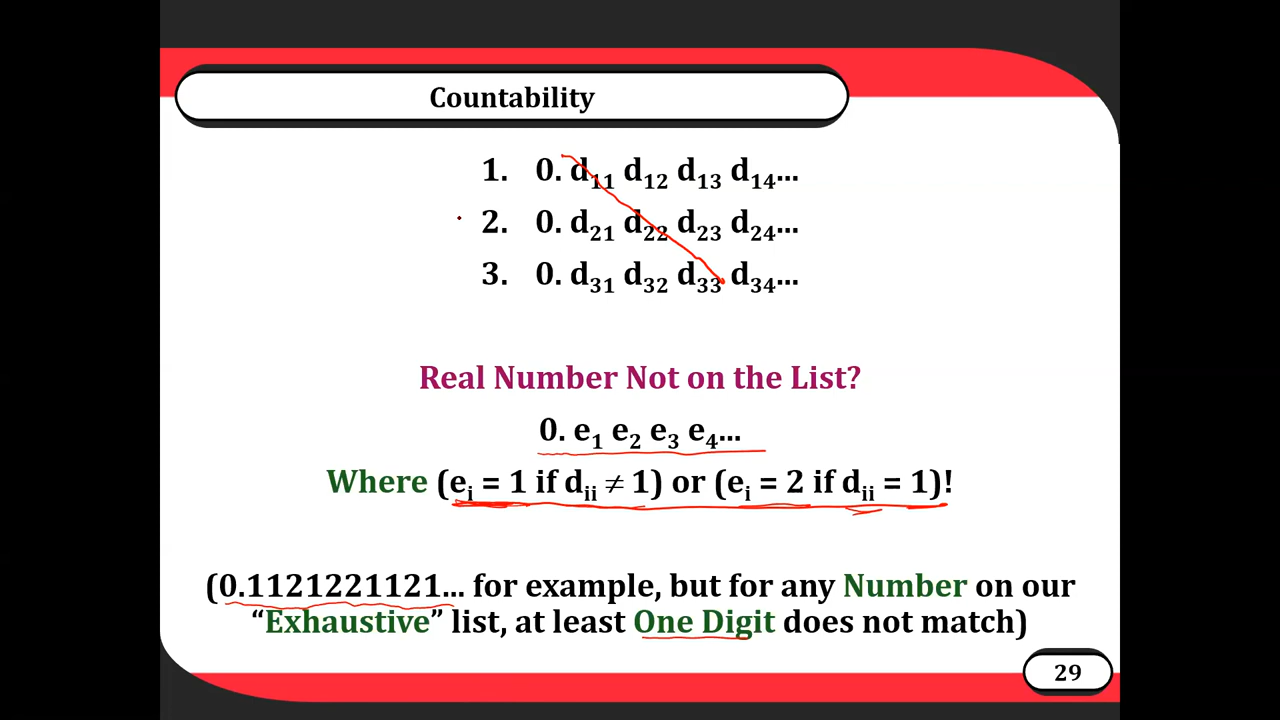 Countability
1. 0. d₁₁ d₁₂ d₁₃ d₁₄...
2. 0. d₂₁ d₂₂ d₂₃ d₂₄...
3. 0. d₃₁ d₃₂ d₃₃ d₃₄...
Real Number Not on the List?
0. e₁ e₂ e₃ e₄...
Where (eᵢ = 1 if dᵢᵢ ≠ 1) or (eᵢ = 2 if dᵢᵢ = 1)!
(0.1121221121... for example, but for any Number on our
“Exhaustive” list, at least One Digit does not match)
29